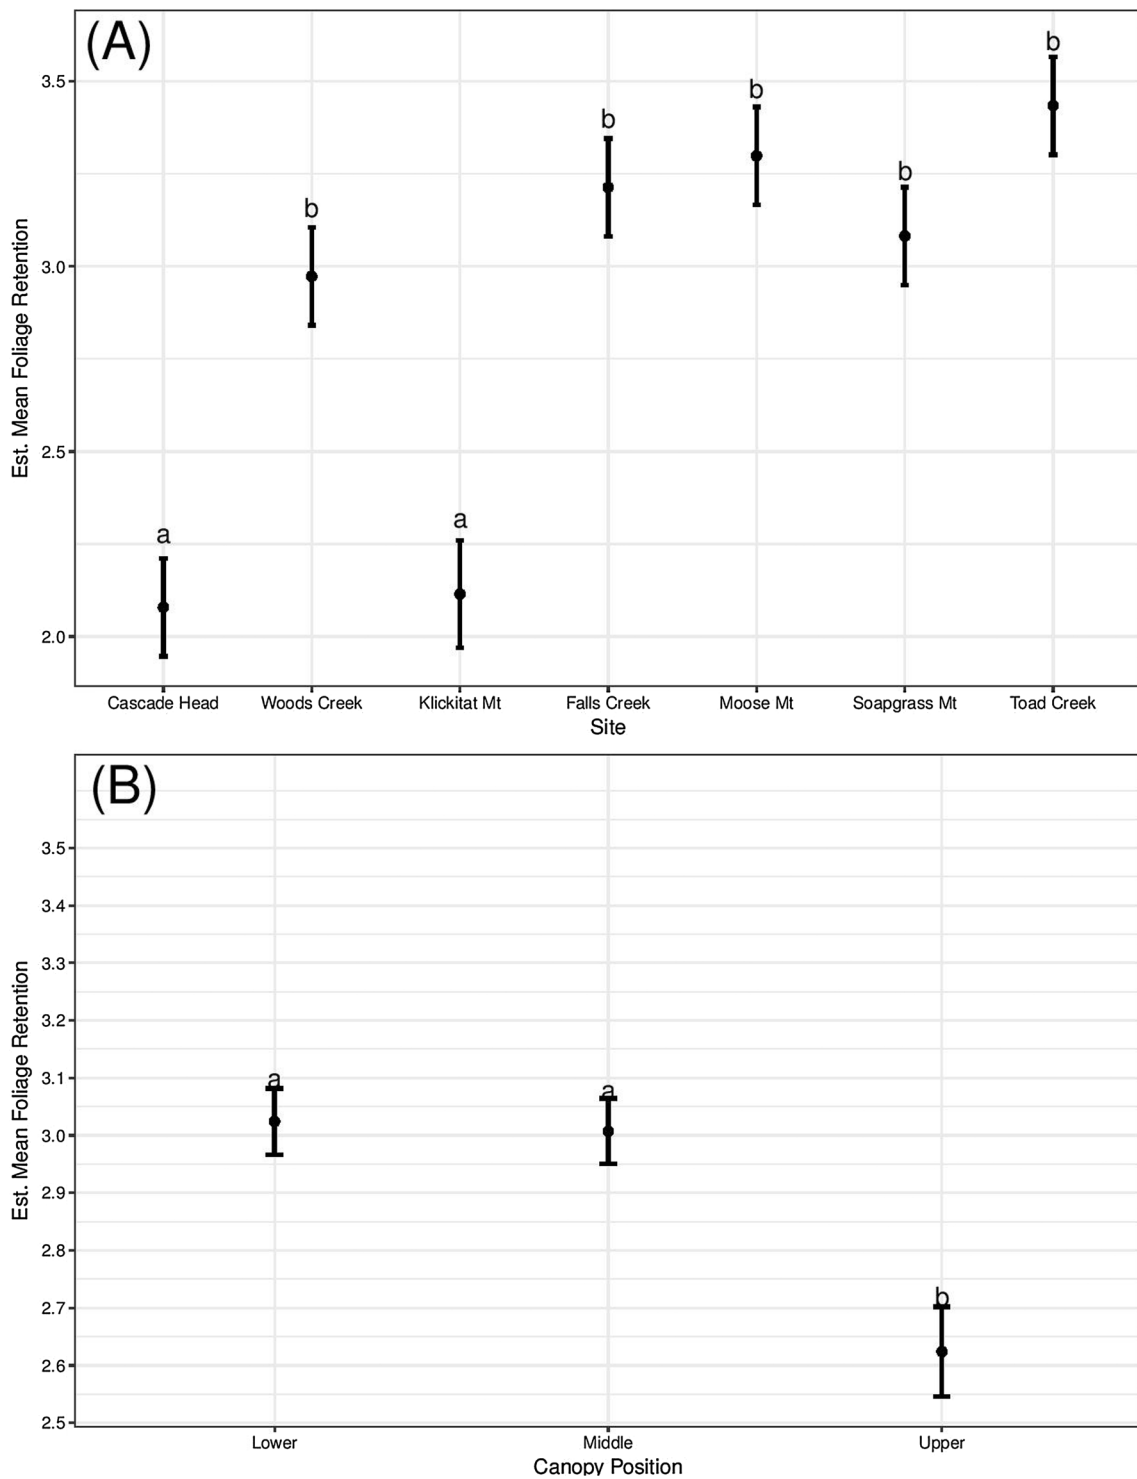 (A)
b
b
b
b
b
3.5
3.0
2.5
2.0
a
a
Est. Mean Foliage Retention
Cascade Head Woods Creek Klickitat Mt Falls Creek Moose Mt Soapgrass Mt Toad Creek
Site
(B)
3.5
3.4
3.3
3.2
3.1
3.0
2.9
2.8
2.7
2.6
2.5
a
a
b
Est. Mean Foliage Retention
Lower Middle Upper
Canopy Position